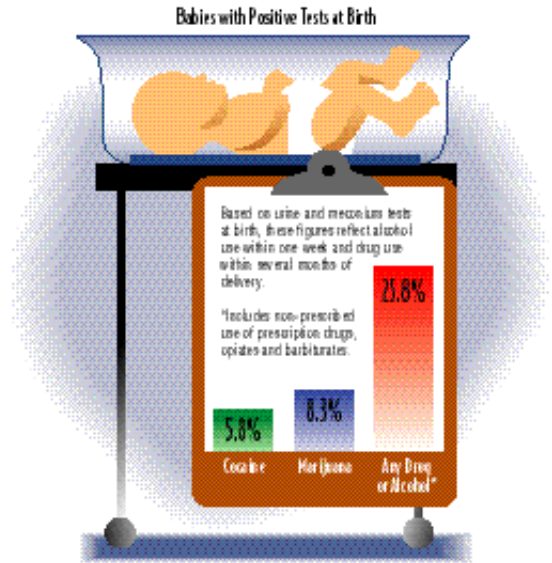 Babies with Positive Tests at Birth
Based on urine and meconium tests
at birth, these figures reflect alcohol
use within one week and drug use
within several months of
delivery.
*Includes non-prescribed
use of prescription drugs,
opiates and barbiturates.
5.8%
8.3%
25.8%
Cocaine
Marijuana
Any Drug
or Alcohol*